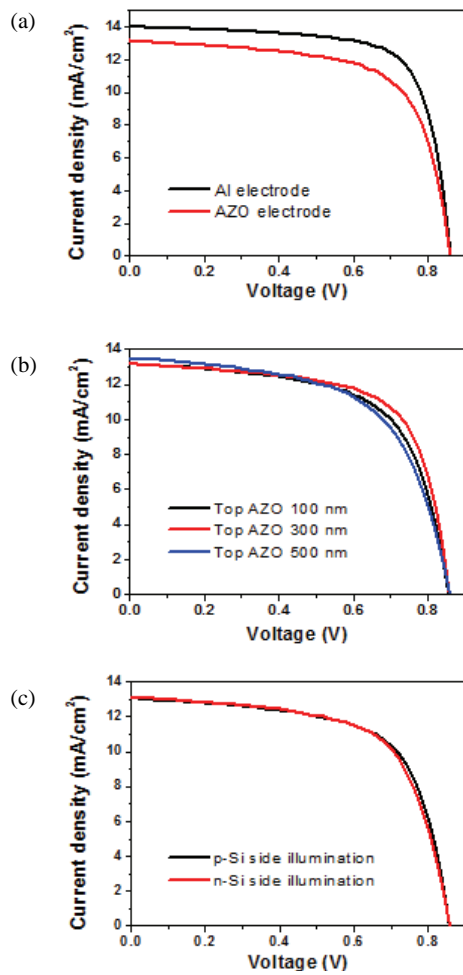 (a)
16
14
12
10
8
6
4
2
0
Current density (mA/cm²)
Al electrode
AZO electrode
0.0 0.2 0.4 0.6 0.8
Voltage (V)
(b)
14
12
10
8
6
4
2
0
Current density (mA/cm²)
Top AZO 100 nm
Top AZO 300 nm
Top AZO 500 nm
0.0 0.2 0.4 0.6 0.8
Voltage (V)
(c)
14
12
10
8
6
4
2
0
Current density (mA/cm²)
p-Si side illumination
n-Si side illumination
0.0 0.2 0.4 0.6 0.8
Voltage (V)